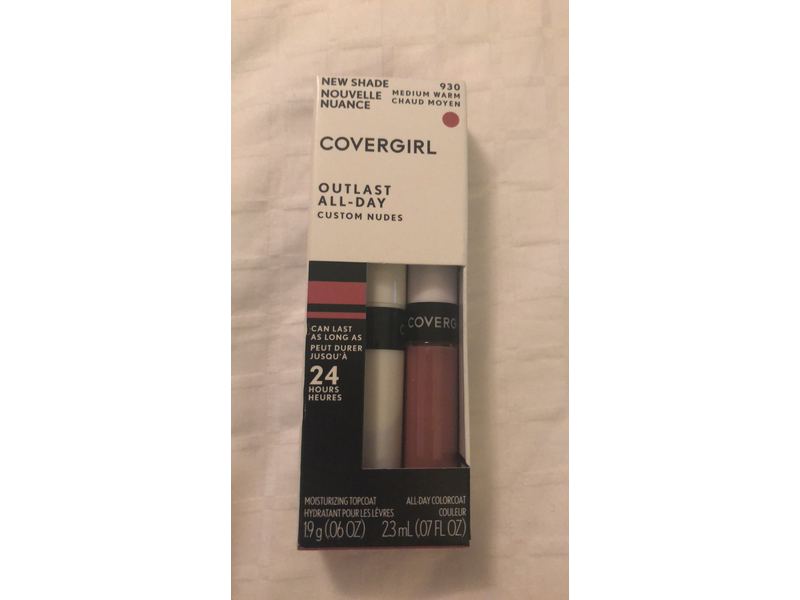 NEW SHADE
NOUVELLE
NUANCE
930
MEDIUM WARM
CHAUD MOYEN
COVERGIRL
OUTLAST
ALL-DAY
CUSTOM NUDES
CAN LAST
AS LONG AS
PEUT DURER
JUSQU'À
24
HOURS
HEURES
C
COVERG
MOISTURIZING TOPCOAT
HYDRATANT POUR LES LÈVRES
1.9 g (.06 OZ)
ALL-DAY COLORCOAT
COULEUR
2.3 mL (.07 FL OZ)